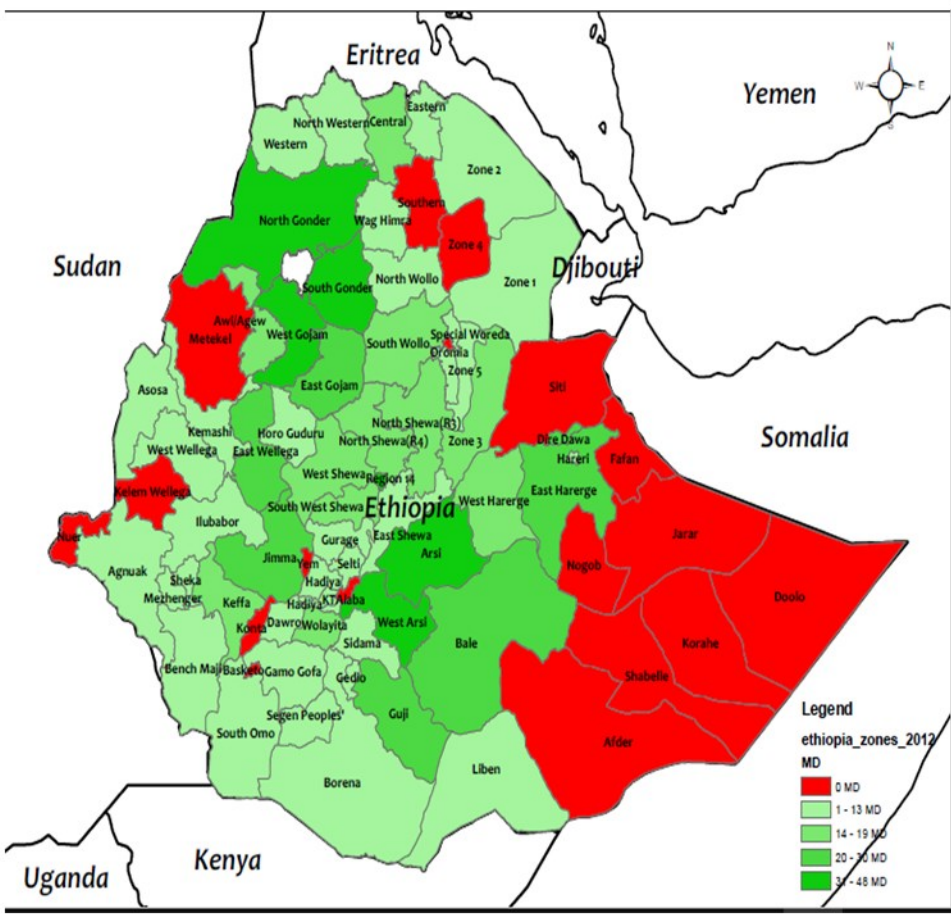 Eritrea
Yemen
N
W
E
S
Eastern
North Western
Central
Western
Zone 2
Southern
Wag Himra
North Gonder
Zone 4
Sudan
Djibouti
North Wollo
Zone 1
South Gonder
Awi/Agew
Metekel
West Gojam
South Wollo
Special Woreda
Oromia
Zone 5
East Gojam
Siti
Asosa
Kemashi
Horo Guduru
North Shewa(R3)
North Shewa(R4)
Zone 3
Dire Dawa
Somalia
West Wellega
East Wellega
Hareri
Fafan
West Shewa
Region 14
Kelem Wellega
East Harerge
West Harerge
South West Shewa
Ethiopia
Ilubabor
Nuer
East Shewa
Gurage
Arsi
Jarar
Jimma
Yem
Selti
Nogob
Agnuak
Sheka
Hadiya
Mezhenger
Keffa
Hadiya
KT
Alaba
Doolo
Konta
Dawro
Wolayita
West Arsi
Sidama
Bale
Korahe
Bench Maji
Basketo
Gamo Gofa
Gedio
Shabelle
Segen Peoples'
Guji
South Omo
Afder
Liben
Borena
Legend
ethiopia_zones_2012
MD
0 MD
1 - 13 MD
14 - 19 MD
20 - 30 MD
31 - 48 MD
Kenya
Uganda